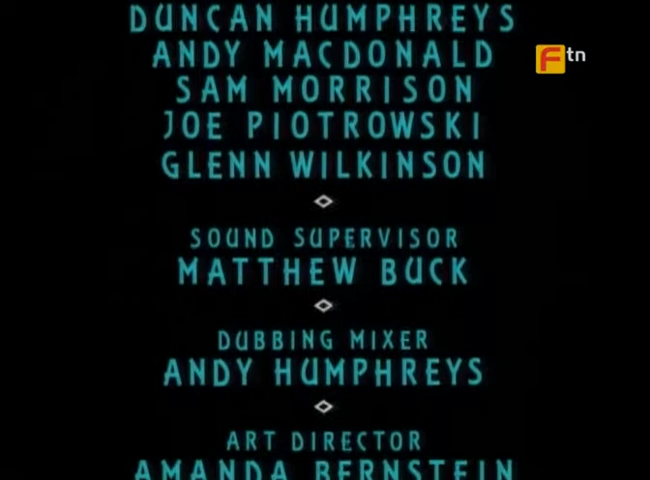 DUNCAN HUMPHREYS
ANDY MACDONALD
Ftn
SAM MORRISON
JOE PIOTROWSKI
GLENN WILKINSON
SOUND SUPERVISOR
MATTHEW BUCK
DUBBING MIXER
ANDY HUMPHREYS
ART DIRECTOR
AMANDA BERNSTEIN